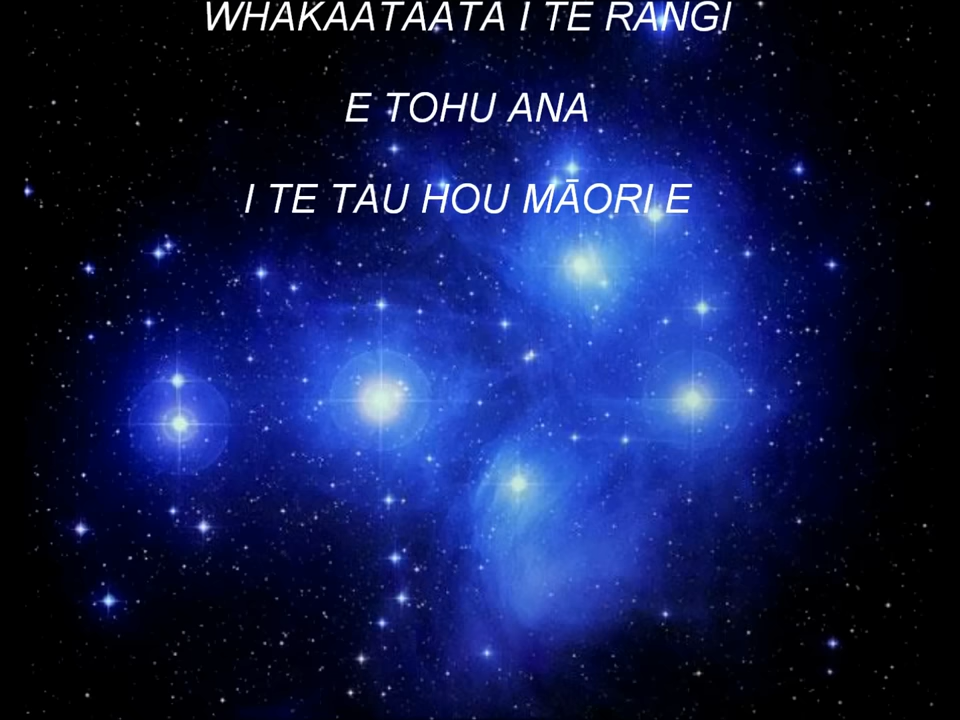 WHAKAATAATA I TE RANGI
E TOHU ANA
I TE TAU HOU MĀORI E